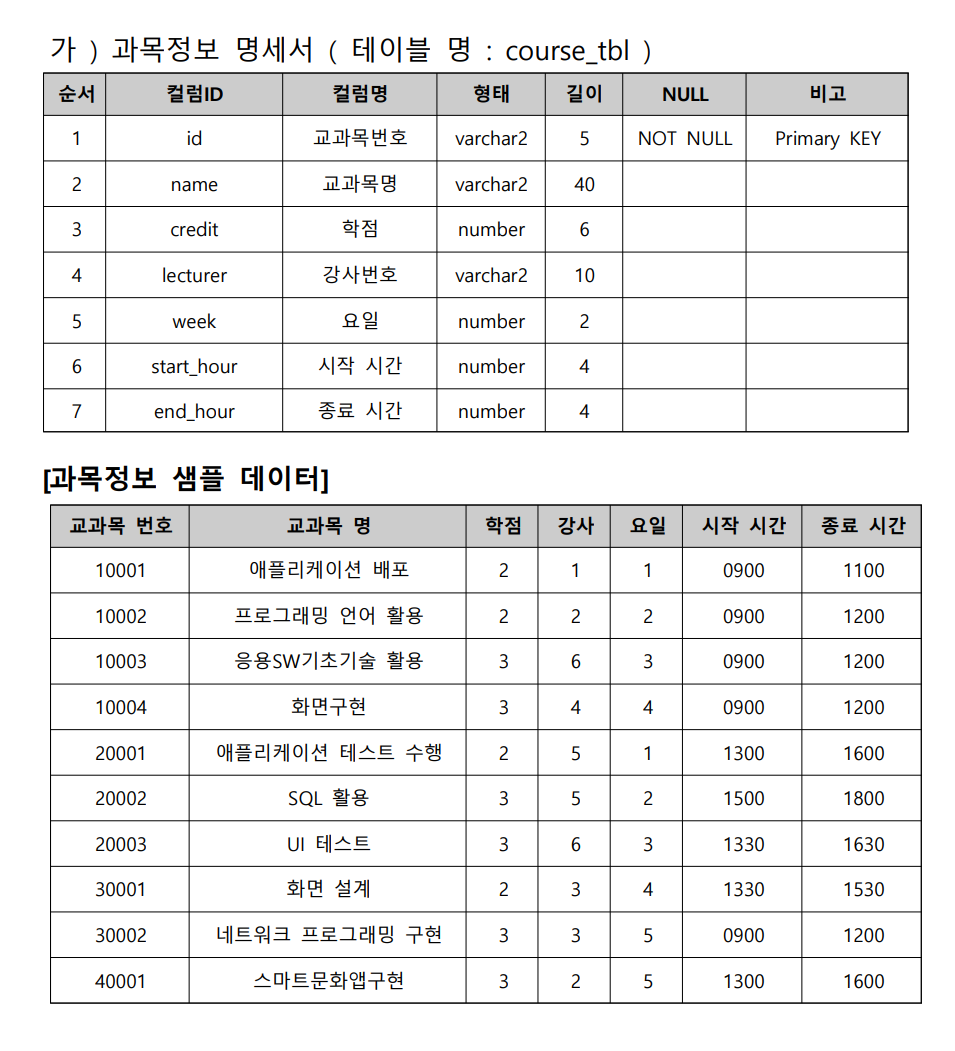 가 ) 과목정보 명세서 ( 테이블 명 : course_tbl )
순서 컬럼ID 컬럼명 형태 길이 NULL 비고
1 id 교과목번호 varchar2 5 NOT NULL Primary KEY
2 name 교과목명 varchar2 40
3 credit 학점 number 6
4 lecturer 강사번호 varchar2 10
5 week 요일 number 2
6 start_hour 시작 시간 number 4
7 end_hour 종료 시간 number 4
[과목정보 샘플 데이터]
교과목 번호 교과목 명 학점 강사 요일 시작 시간 종료 시간
10001 애플리케이션 배포 2 1 1 0900 1100
10002 프로그래밍 언어 활용 2 2 2 0900 1200
10003 응용SW기초기술 활용 3 6 3 0900 1200
10004 화면구현 3 4 4 0900 1200
20001 애플리케이션 테스트 수행 2 5 1 1300 1600
20002 SQL 활용 3 5 2 1500 1800
20003 UI 테스트 3 6 3 1330 1630
30001 화면 설계 2 3 4 1330 1530
30002 네트워크 프로그래밍 구현 3 3 5 0900 1200
40001 스마트문화앱구현 3 2 5 1300 1600